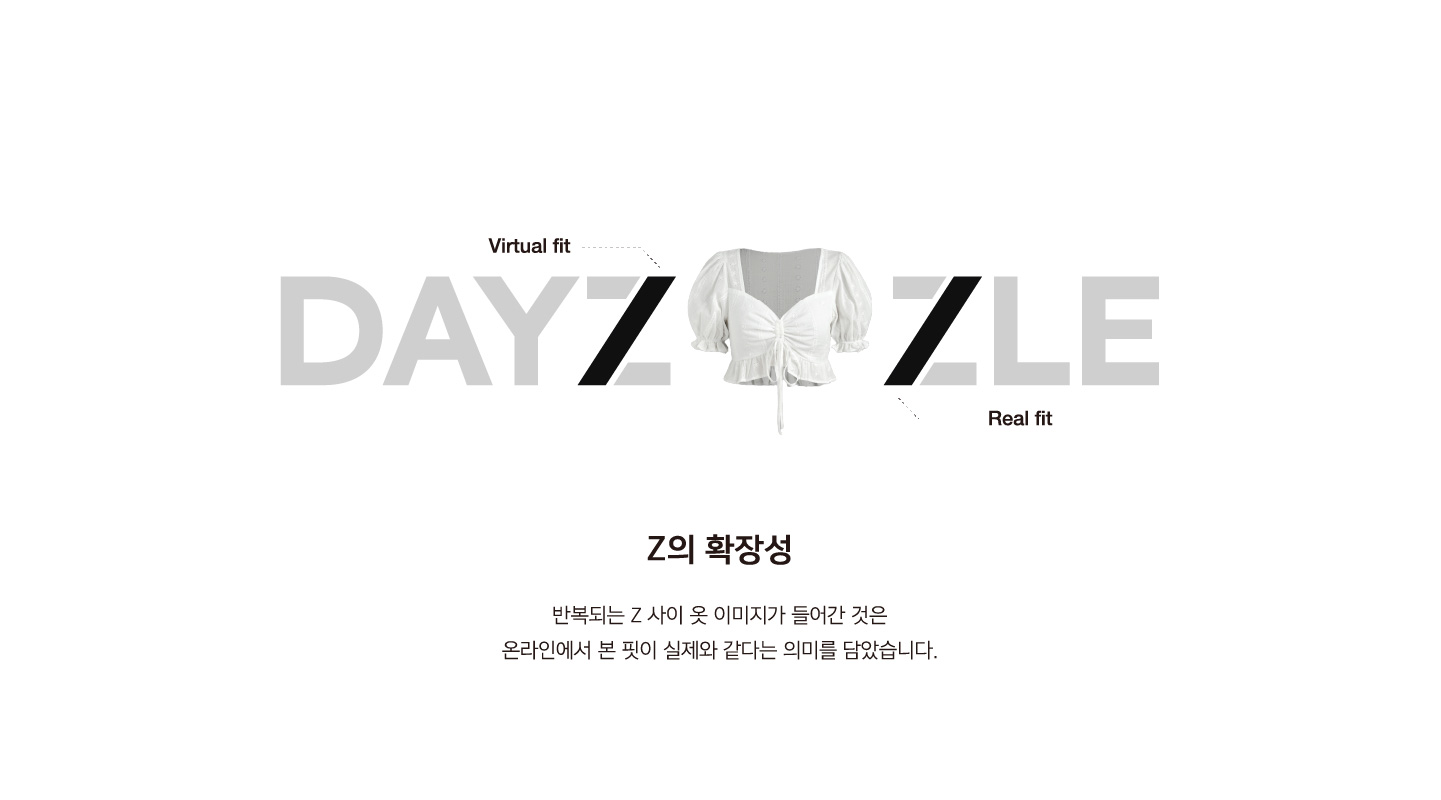 Virtual fit
DAYZ ZLE
Real fit
Z의 확장성
반복되는 Z 사이 옷 이미지가 들어간 것은
온라인에서 본 핏이 실제와 같다는 의미를 담았습니다.